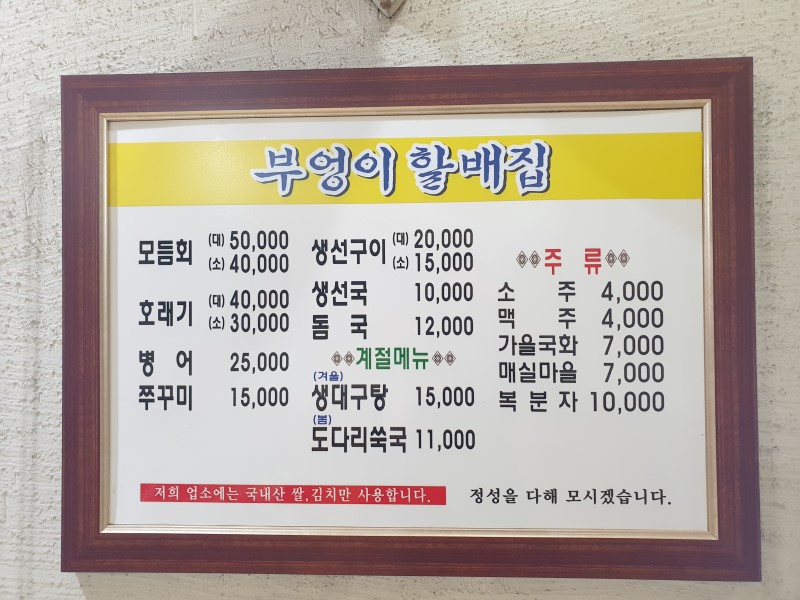 부엉이 할배집
모듬회 (대) 50,000
(소) 40,000
호래기 (대) 40,000
(소) 30,000
병 어 25,000
쭈꾸미 15,000
생선구이 (대) 20,000
(소) 15,000
생선국 10,000
돔 국 12,000
계절메뉴
(겨울)
생대구탕 15,000
(봄)
도다리쑥국 11,000
주 류
소 주 4,000
맥 주 4,000
가을국화 7,000
매실마을 7,000
복 분 자 10,000
저희 업소에는 국내산 쌀,김치만 사용합니다.
정성을 다해 모시겠습니다.